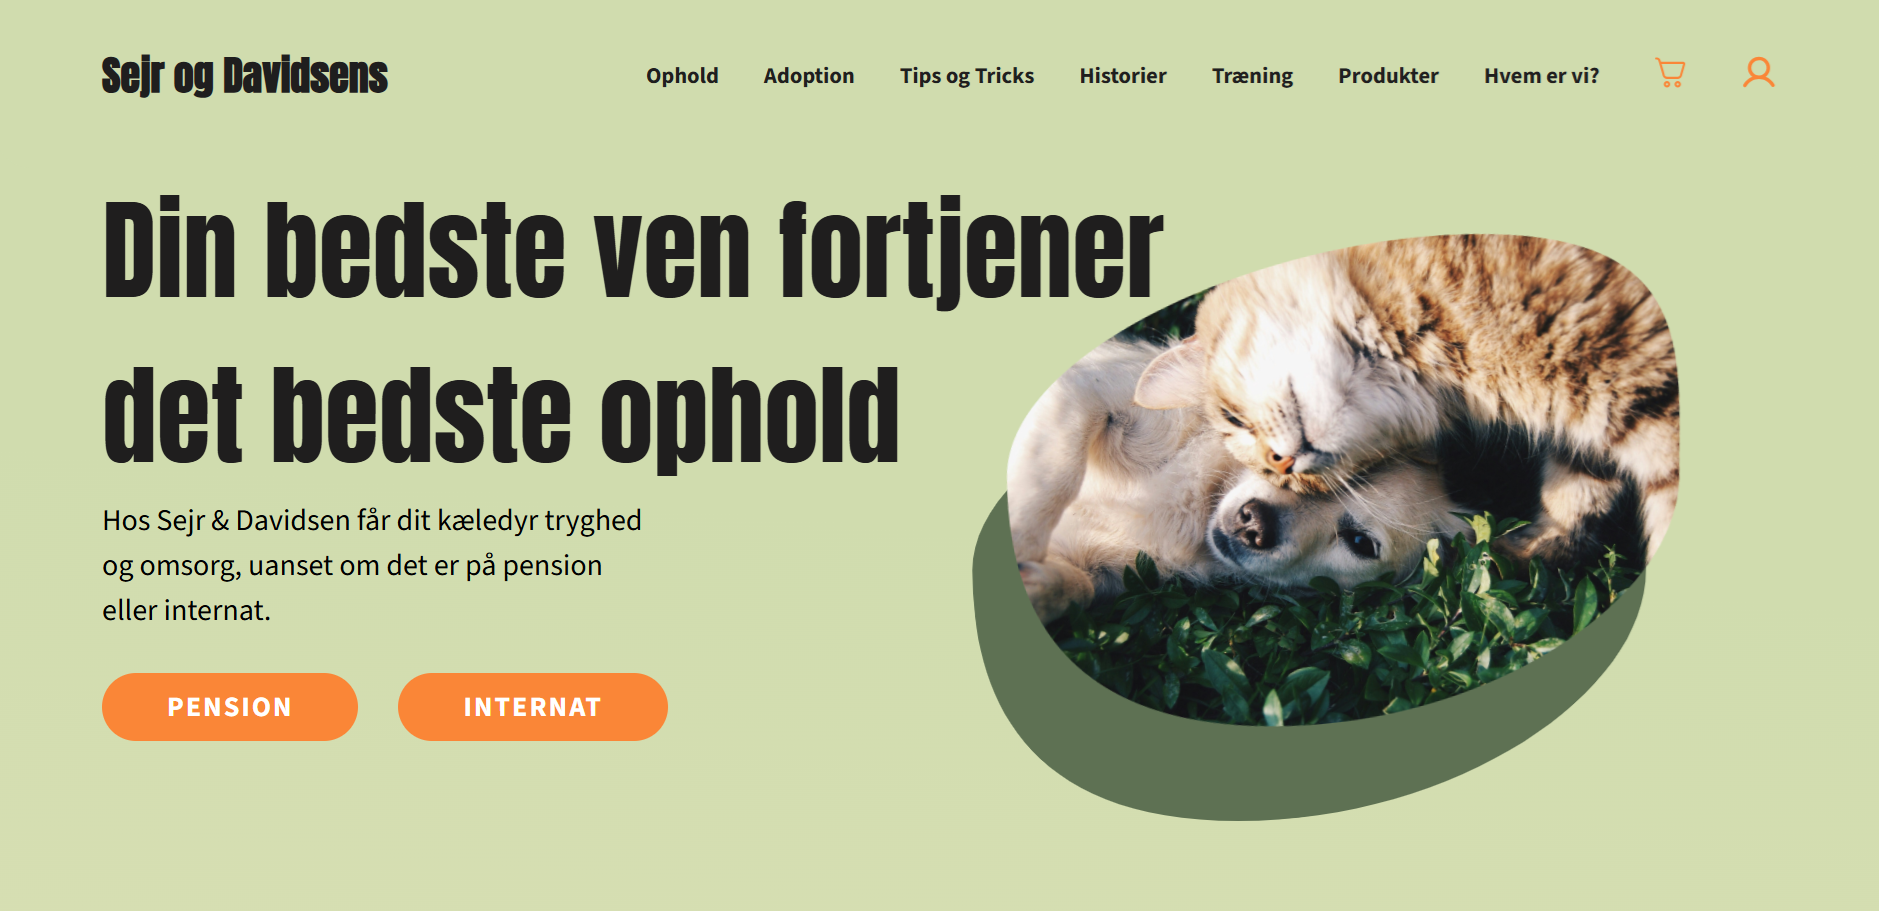 Sejr og Davidsens
Ophold Adoption Tips og Tricks Historier Træning Produkter Hvem er vi?
Din bedste ven fortjener
det bedste ophold
Hos Sejr & Davidsen får dit kæledyr tryghed
og omsorg, uanset om det er på pension
eller internat.
PENSION INTERNAT